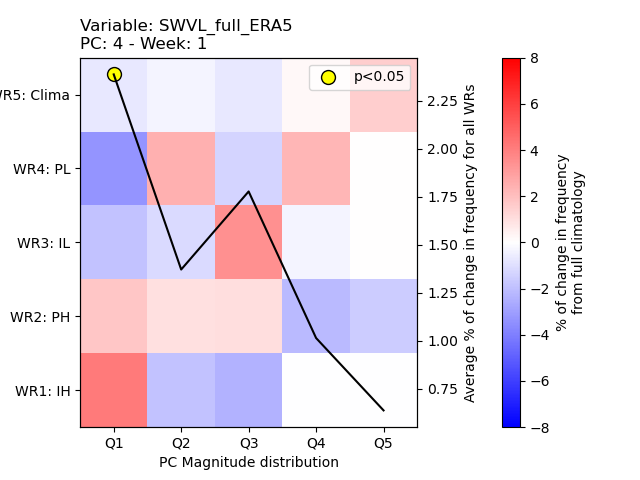 Variable: SWVL_full_ERA5
PC: 4 - Week: 1
p<0.05
WR5: Clima
WR4: PL
WR3: IL
WR2: PH
WR1: IH
Q1 Q2 Q3 Q4 Q5
PC Magnitude distribution
2.25
2.00
1.75
1.50
1.25
1.00
0.75
Average % of change in frequency for all WRs
8
6
4
2
0
−2
−4
−6
−8
% of change in frequency
from full climatology